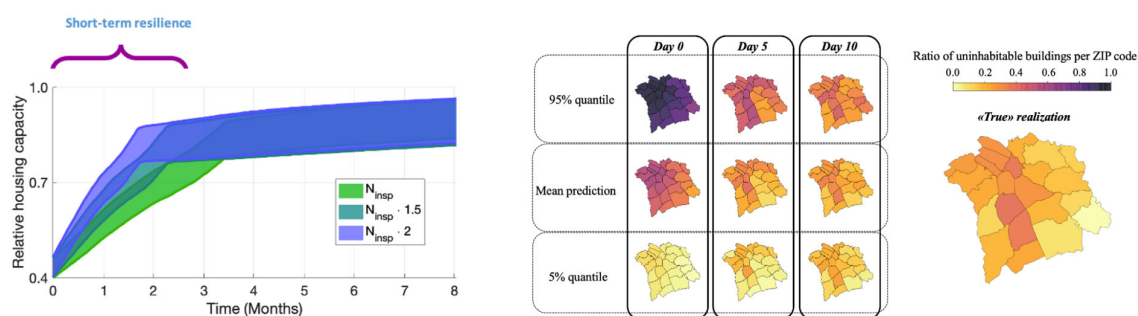 Short-term resilience
Relative housing capacity
1.0
0.7
0.4
0 1 2 3 4 5 6 7 8
Time (Months)
N_insp
N_insp · 1.5
N_insp · 2
Day 0 Day 5 Day 10
95% quantile
Mean prediction
5% quantile
Ratio of uninhabitable buildings per ZIP code
0.0 0.2 0.4 0.6 0.8 1.0
«True» realization